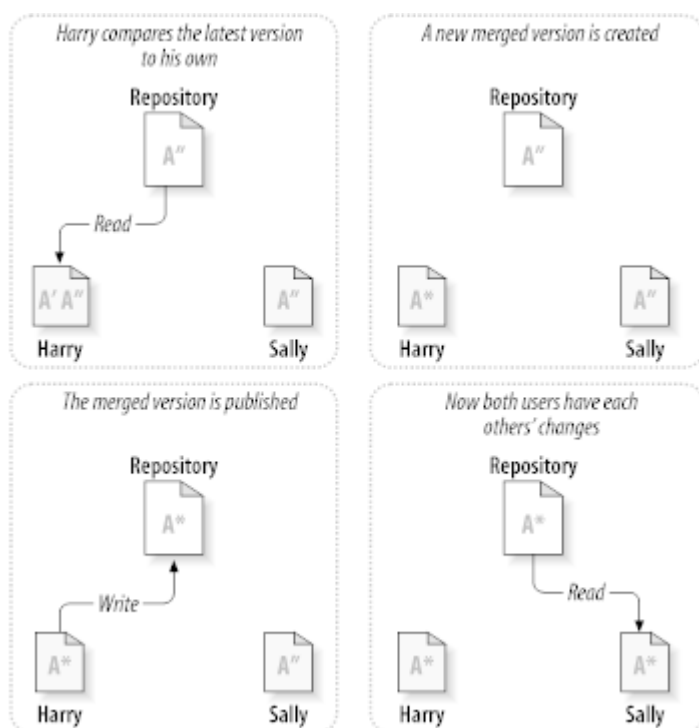 Harry compares the latest version
to his own
Repository
A″
Read
A′ A″
A″
Harry
Sally
A new merged version is created
Repository
A″
A*
A″
Harry
Sally
The merged version is published
Repository
A*
Write
A*
A″
Harry
Sally
Now both users have each
others’ changes
Repository
A*
Read
A*
A*
Harry
Sally